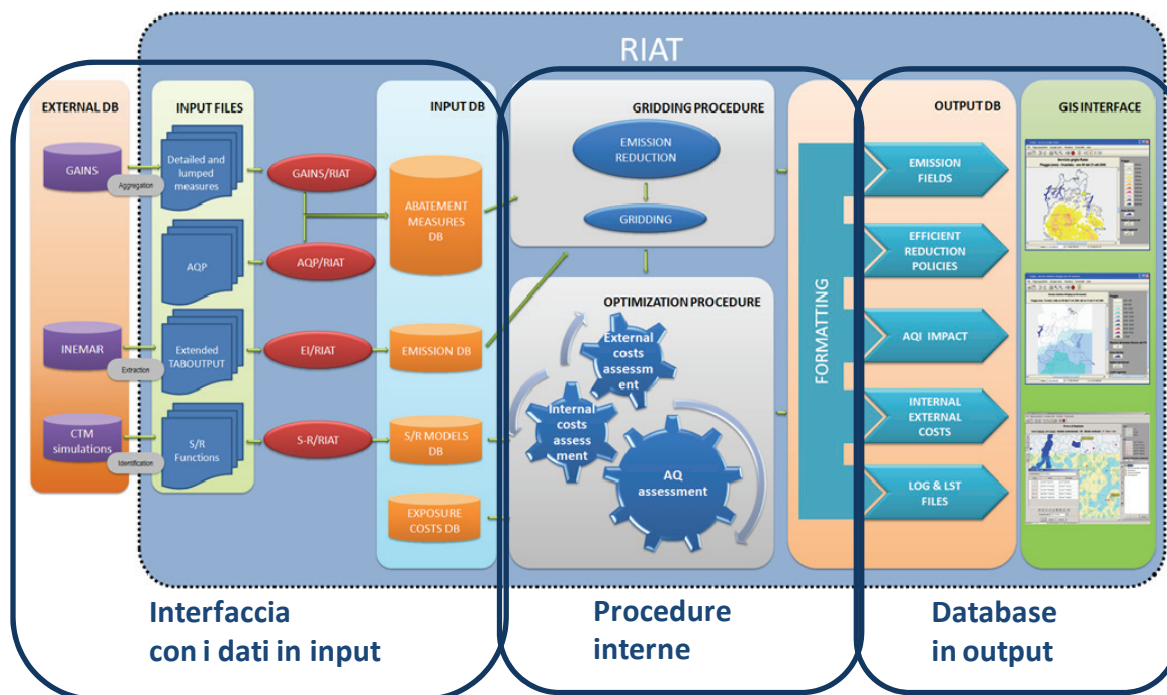 RIAT
EXTERNAL DB
GAINS
INEMAR
CTM
simulations
Aggregation
Extraction
Identification
INPUT FILES
Detailed and
lumped
measures
AQP
Extended
TABOUTPUT
S/R
Functions
GAINS/RIAT
AQP/RIAT
EI/RIAT
S-R/RIAT
INPUT DB
ABATEMENT
MEASURES
DB
EMISSION DB
S/R MODELS
DB
EXPOSURE
COSTS DB
GRIDDING PROCEDURE
EMISSION
REDUCTION
GRIDDING
OPTIMIZATION PROCEDURE
External
costs
assessm
ent
Internal
costs
assess
ment
AQ
assessment
FORMATTING
OUTPUT DB
EMISSION
FIELDS
EFFICIENT
REDUCTION
POLICIES
AQI IMPACT
INTERNAL
EXTERNAL
COSTS
LOG & LST
FILES
GIS INTERFACE
Interfaccia
con i dati in input
Procedure
interne
Database
in output